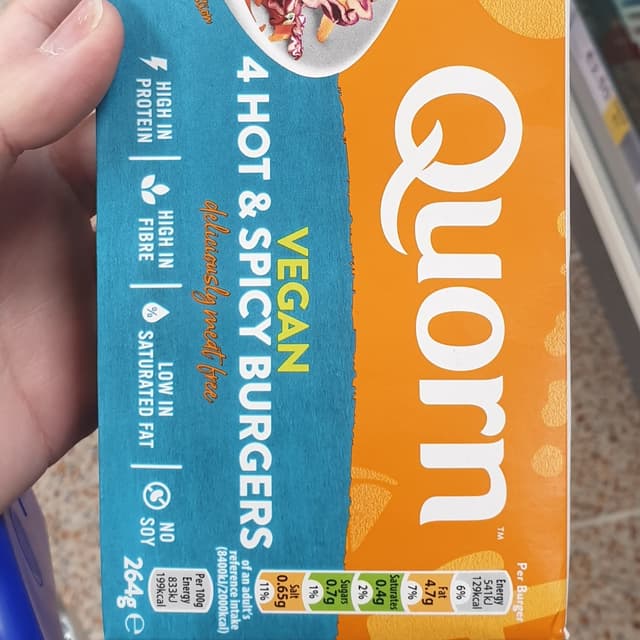 Quorn™
VEGAN
4 HOT & SPICY BURGERS
deliciously meat free
HIGH IN
PROTEIN
HIGH IN
FIBRE
LOW IN
SATURATED FAT
NO
SOY
264g e
Per Burger
Energy
541kJ
129kcal
6%
Fat
4.7g
7%
Saturates
0.4g
2%
Sugars
0.7g
1%
Salt
0.65g
11%
of an adult's
reference intake
(8400kJ/2000kcal)
Per 100g
Energy
833kJ
199kcal